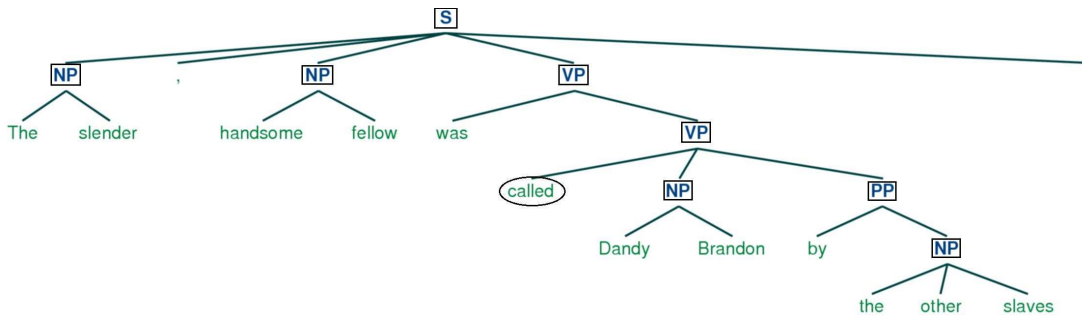 S
NP , NP VP
The slender handsome fellow was VP
called NP PP
Dandy Brandon by NP
the other slaves